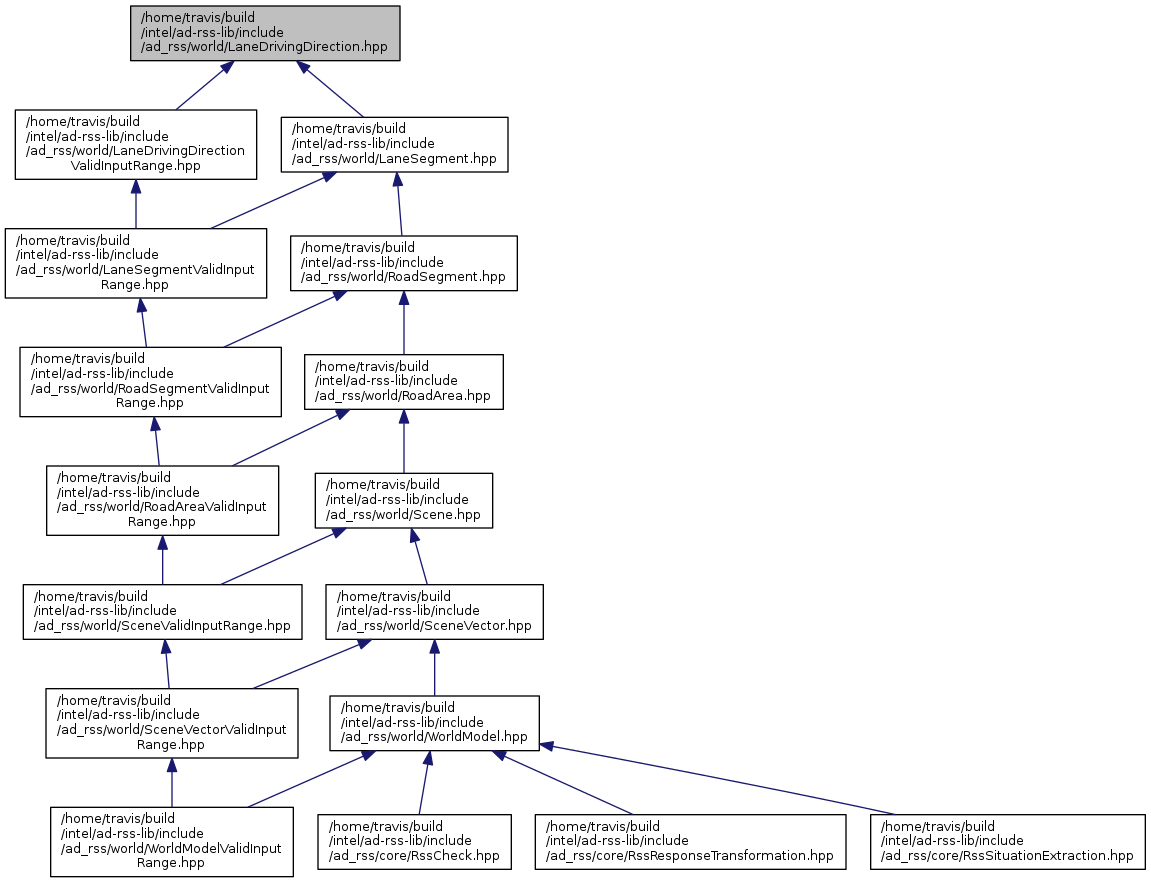 /home/travis/build
/intel/ad-rss-lib/include
/ad_rss/world/LaneDrivingDirection.hpp
/home/travis/build
/intel/ad-rss-lib/include
/ad_rss/world/LaneDrivingDirection
ValidInputRange.hpp
/home/travis/build
/intel/ad-rss-lib/include
/ad_rss/world/LaneSegment.hpp
/home/travis/build
/intel/ad-rss-lib/include
/ad_rss/world/LaneSegmentValidInput
Range.hpp
/home/travis/build
/intel/ad-rss-lib/include
/ad_rss/world/RoadSegment.hpp
/home/travis/build
/intel/ad-rss-lib/include
/ad_rss/world/RoadSegmentValidInput
Range.hpp
/home/travis/build
/intel/ad-rss-lib/include
/ad_rss/world/RoadArea.hpp
/home/travis/build
/intel/ad-rss-lib/include
/ad_rss/world/RoadAreaValidInput
Range.hpp
/home/travis/build
/intel/ad-rss-lib/include
/ad_rss/world/Scene.hpp
/home/travis/build
/intel/ad-rss-lib/include
/ad_rss/world/SceneValidInputRange.hpp
/home/travis/build
/intel/ad-rss-lib/include
/ad_rss/world/SceneVector.hpp
/home/travis/build
/intel/ad-rss-lib/include
/ad_rss/world/SceneVectorValidInput
Range.hpp
/home/travis/build
/intel/ad-rss-lib/include
/ad_rss/world/WorldModel.hpp
/home/travis/build
/intel/ad-rss-lib/include
/ad_rss/world/WorldModelValidInput
Range.hpp
/home/travis/build
/intel/ad-rss-lib/include
/ad_rss/core/RssCheck.hpp
/home/travis/build
/intel/ad-rss-lib/include
/ad_rss/core/RssResponseTransformation.hpp
/home/travis/build
/intel/ad-rss-lib/include
/ad_rss/core/RssSituationExtraction.hpp